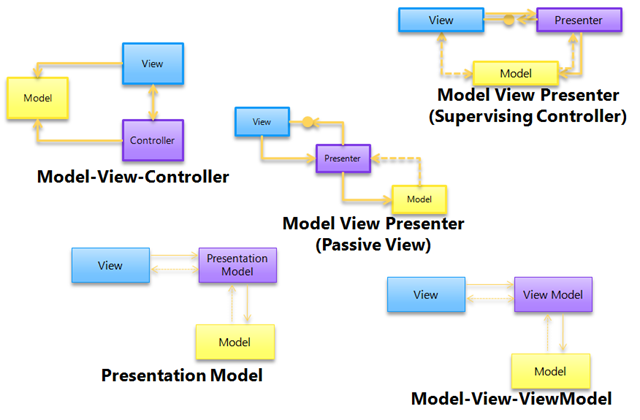 View
Presenter
Model
Model View Presenter
(Supervising Controller)
View
Model
Controller
Model-View-Controller
View
Presenter
Model
Model View Presenter
(Passive View)
View
Presentation
Model
Model
Presentation Model
View
View Model
Model
Model-View-ViewModel